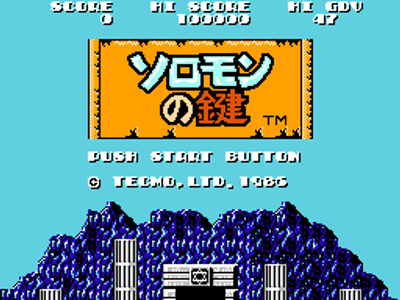 SCORE HI SCORE HI GDV
0 100000 47
ソロモン
の鍵 TM
PUSH START BUTTON
© TECMO,LTD. 1986